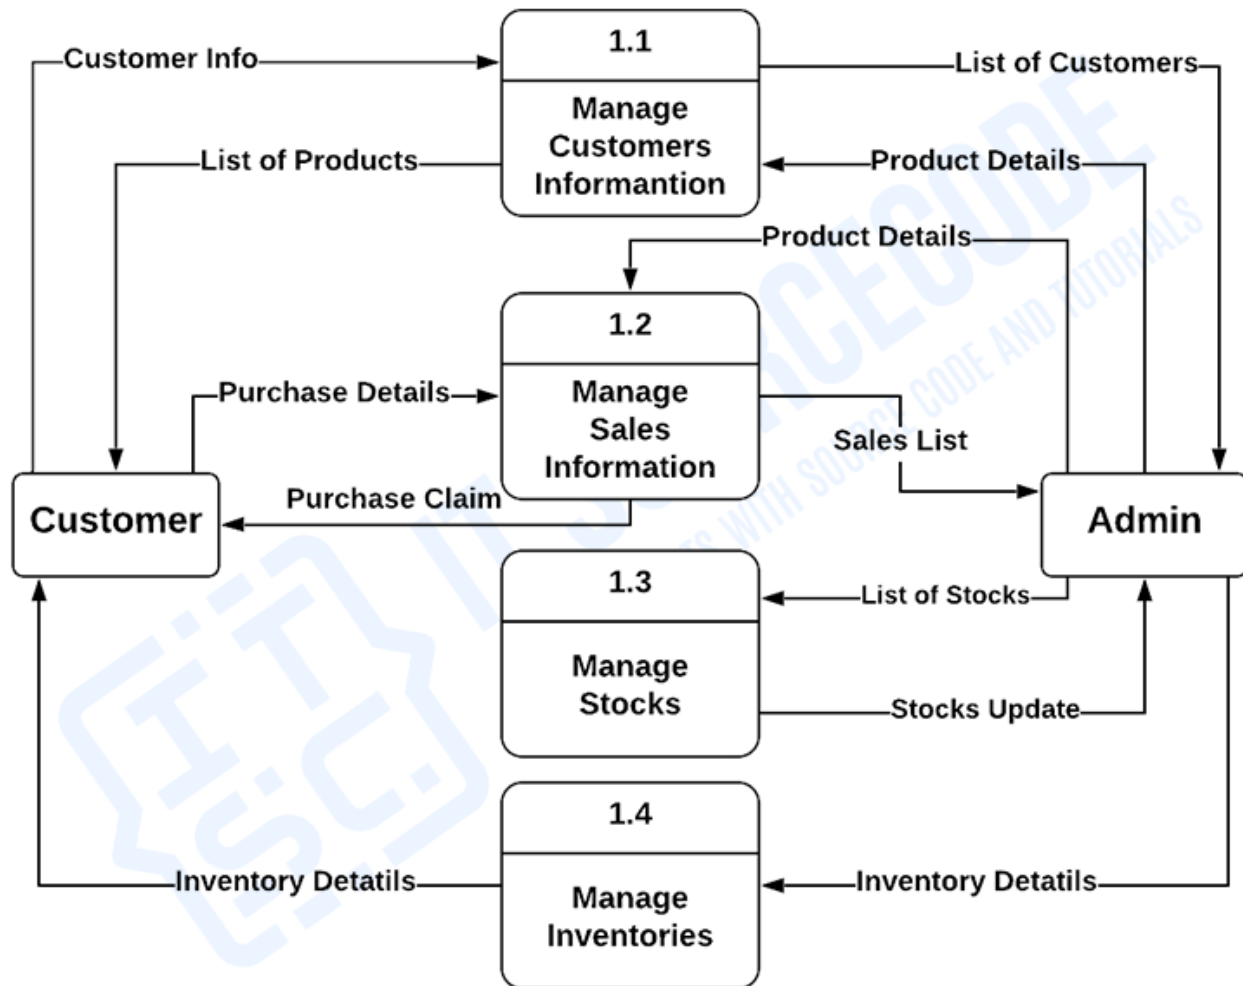 1.1
Customer Info
List of Customers
Manage
Customers
Informantion
List of Products
Product Details
Product Details
1.2
Purchase Details
Manage
Sales
Information
Sales List
Purchase Claim
Customer
Admin
1.3
List of Stocks
Manage
Stocks
Stocks Update
1.4
Inventory Detatils
Inventory Detatils
Manage
Inventories